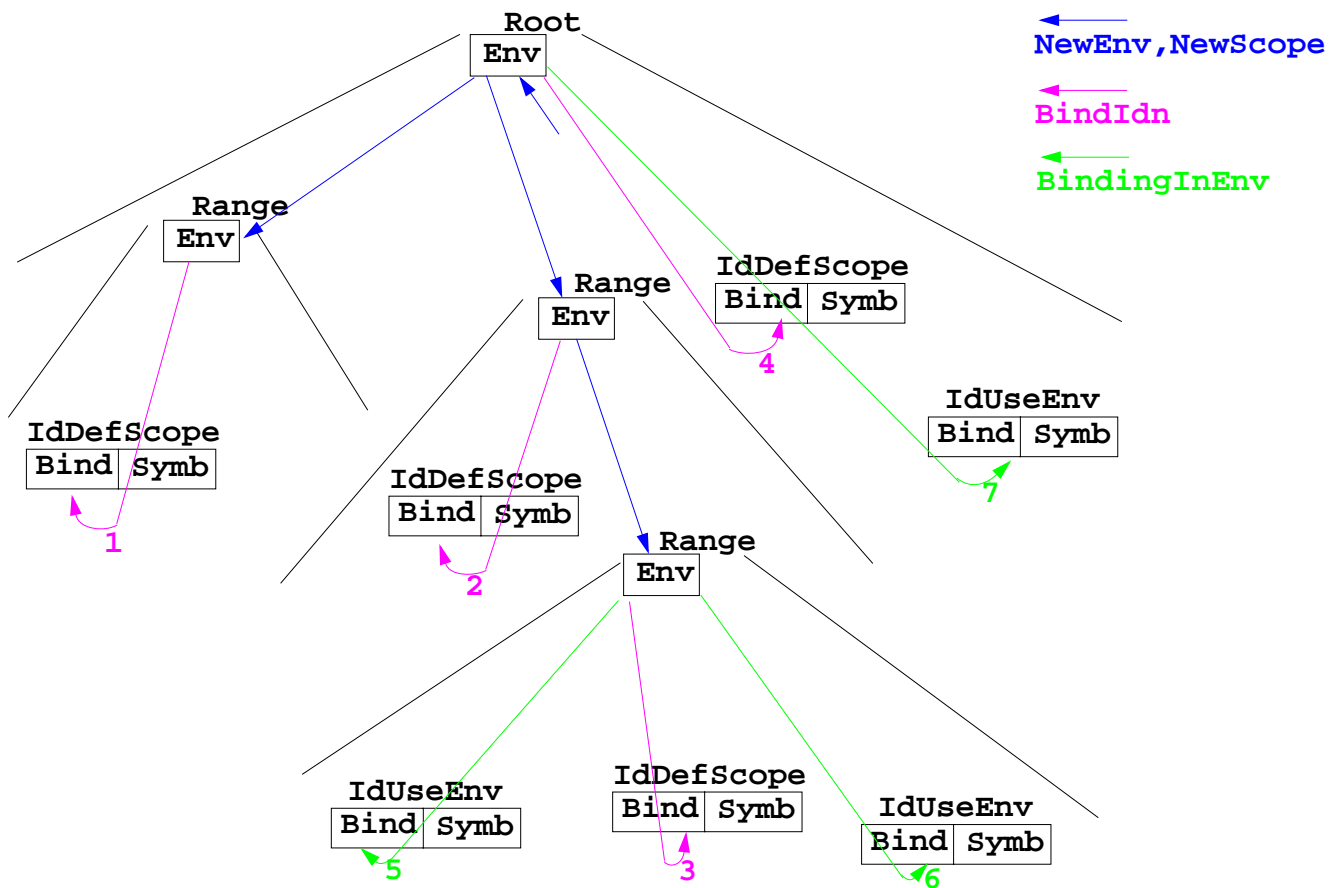 Root
Env
NewEnv,NewScope
BindIdn
BindingInEnv
Range
Env
IdDefScope
Bind Symb
4
Range
Env
IdUseEnv
Bind Symb
7
IdDefScope
Bind Symb
1
IdDefScope
Bind Symb
2
Range
Env
IdUseEnv
Bind Symb
5
IdDefScope
Bind Symb
3
IdUseEnv
Bind Symb
6